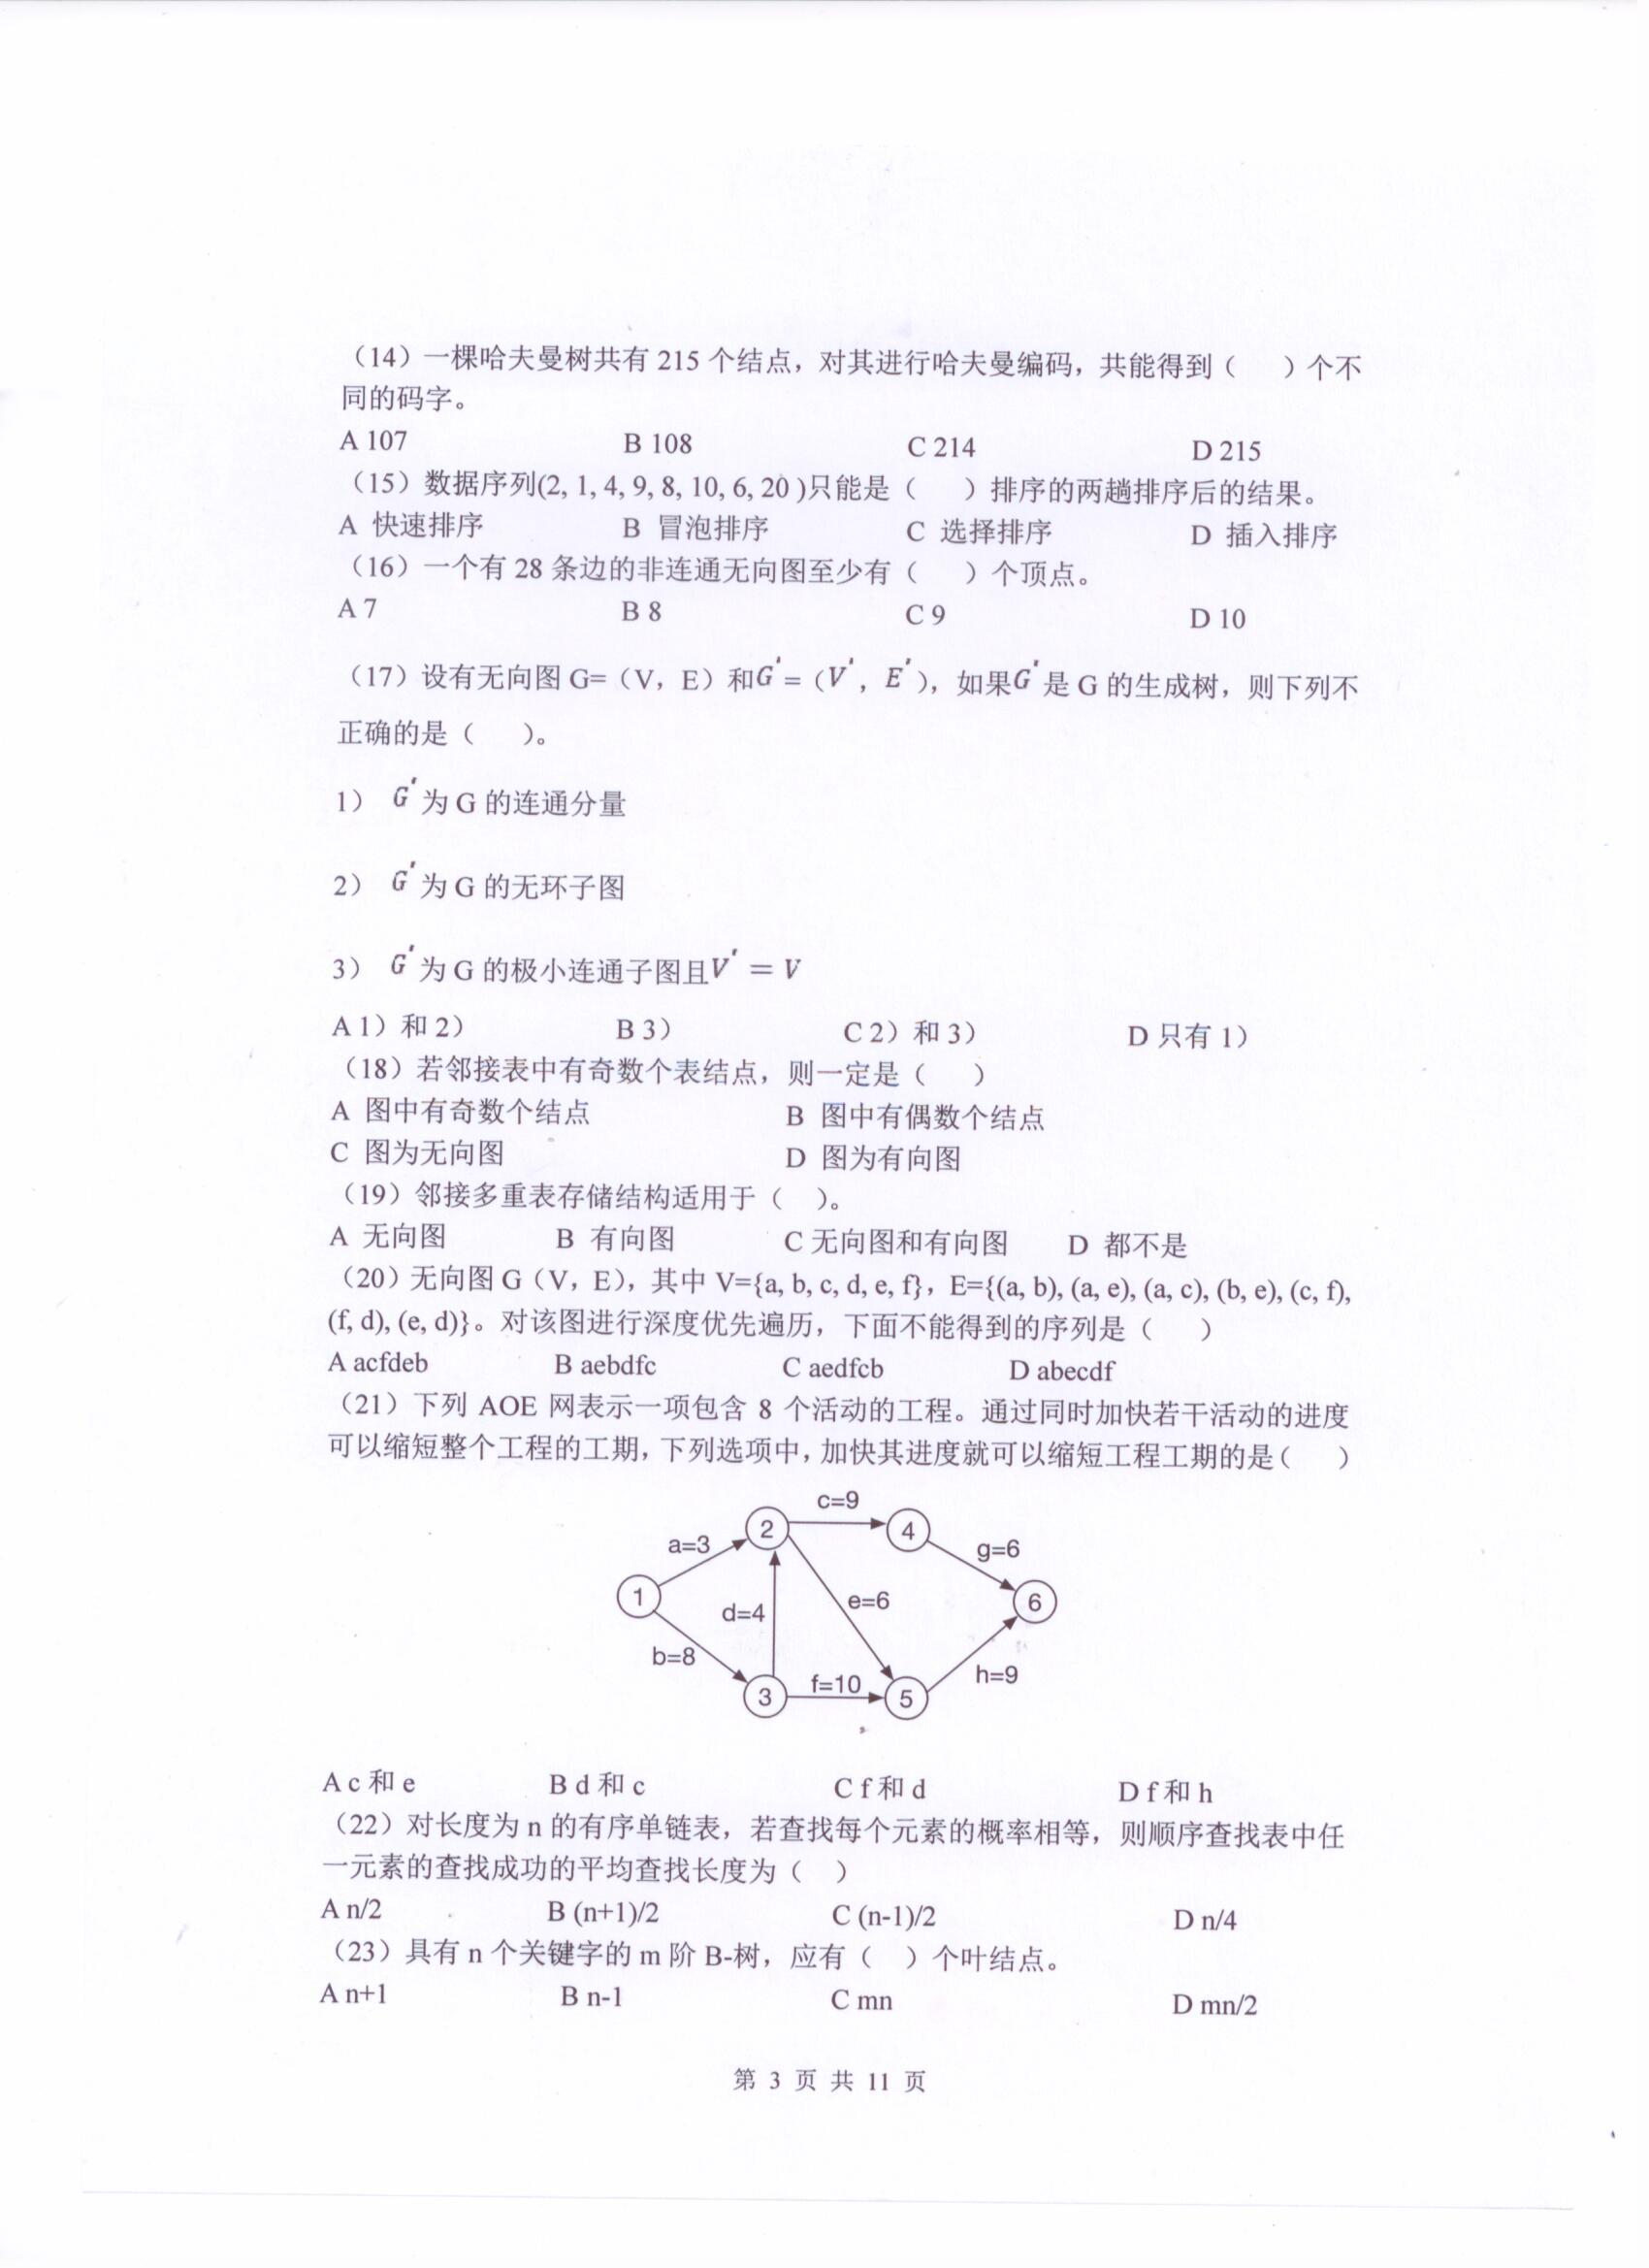 （14）一棵哈夫曼树共有 215 个结点，对其进行哈夫曼编码，共能得到（　　）个不
同的码字。
A 107 B 108 C 214 D 215
（15）数据序列(2, 1, 4, 9, 8, 10, 6, 20 )只能是（　　）排序的两趟排序后的结果。
A 快速排序 B 冒泡排序 C 选择排序 D 插入排序
（16）一个有 28 条边的非连通无向图至少有（　　）个顶点。
A 7 B 8 C 9 D 10
（17）设有无向图 G=（V，E）和G'=（V'，E'），如果G'是 G 的生成树，则下列不
正确的是（　　）。
1） G'为 G 的连通分量
2） G'为 G 的无环子图
3） G'为 G 的极小连通子图且V' = V
A 1）和 2） B 3） C 2）和 3） D 只有 1）
（18）若邻接表中有奇数个表结点，则一定是（　　）
A 图中有奇数个结点 B 图中有偶数个结点
C 图为无向图 D 图为有向图
（19）邻接多重表存储结构适用于（　　）。
A 无向图 B 有向图 C 无向图和有向图 D 都不是
（20）无向图 G（V，E），其中 V={a, b, c, d, e, f}，E={(a, b), (a, e), (a, c), (b, e), (c, f),
(f, d), (e, d)}。对该图进行深度优先遍历，下面不能得到的序列是（　　）
A acfdeb B aebdfc C aedfcb D abecdf
（21）下列 AOE 网表示一项包含 8 个活动的工程。通过同时加快若干活动的进度
可以缩短整个工程的工期，下列选项中，加快其进度就可以缩短工程工期的是（　　）
c=9
2 4
a=3 g=6
1 d=4 e=6 6
b=8 f=10 h=9
3 5
A c 和 e B d 和 c C f 和 d D f 和 h
（22）对长度为 n 的有序单链表，若查找每个元素的概率相等，则顺序查找表中任
一元素的查找成功的平均查找长度为（　　）
A n/2 B (n+1)/2 C (n-1)/2 D n/4
（23）具有 n 个关键字的 m 阶 B-树，应有（　　）个叶结点。
A n+1 B n-1 C mn D mn/2
第 3 页 共 11 页